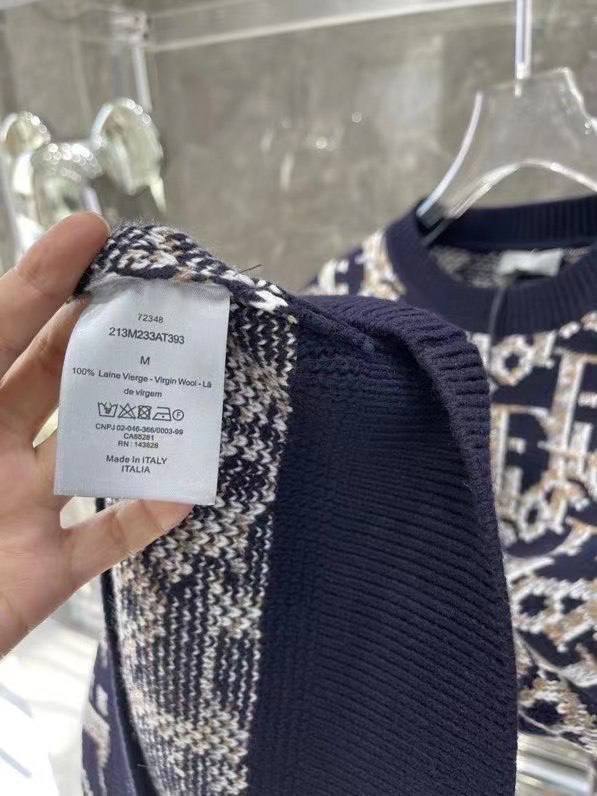 72348
213M233AT393
M
100% Laine Vierge - Virgin Wool - Lã
de virgem
CNPJ 02-046-366/0003-99
CA55281
RN : 143828
Made In ITALY
ITALIA